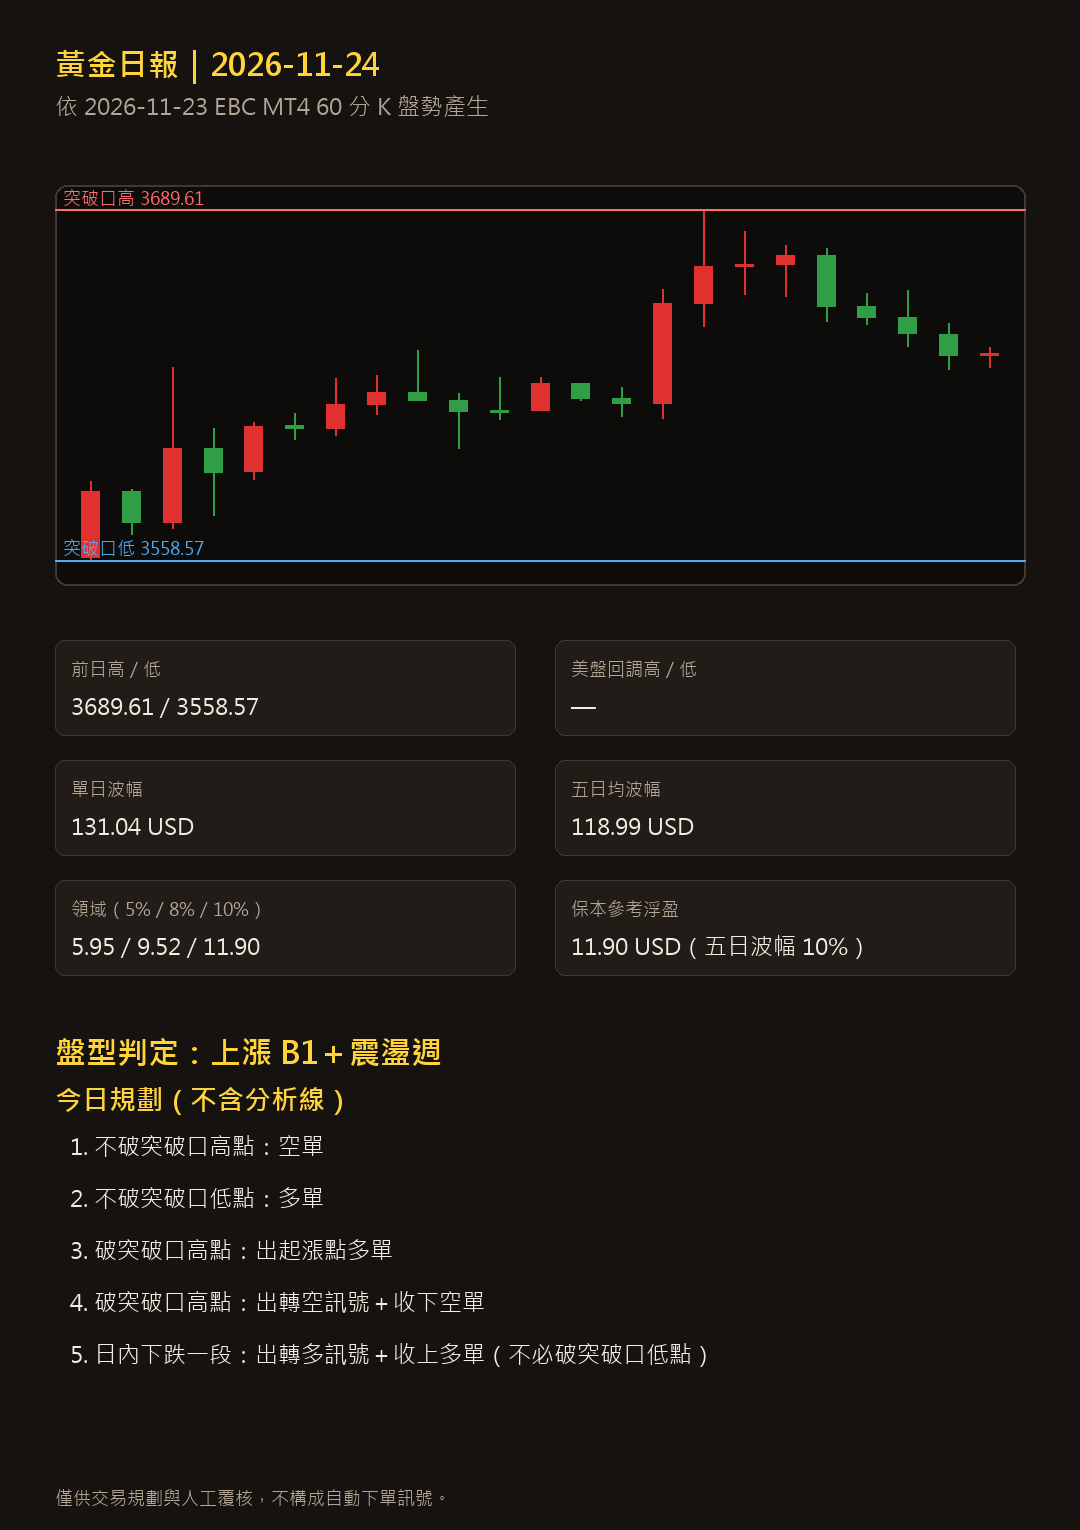 黃金日報｜2026-11-24
依 2026-11-23 EBC MT4 60 分 K 盤勢產生
突破口高 3689.61
突破口低 3558.57
前日高 / 低
3689.61 / 3558.57
美盤回調高 / 低
—
單日波幅
131.04 USD
五日均波幅
118.99 USD
領域（5% / 8% / 10%）
5.95 / 9.52 / 11.90
保本參考浮盈
11.90 USD（五日波幅 10%）
盤型判定：上漲 B1＋震盪週
今日規劃（不含分析線）
1. 不破突破口高點：空單
2. 不破突破口低點：多單
3. 破突破口高點：出起漲點多單
4. 破突破口高點：出轉空訊號＋收下空單
5. 日內下跌一段：出轉多訊號＋收上多單（不必破突破口低點）
僅供交易規劃與人工覆核，不構成自動下單訊號。